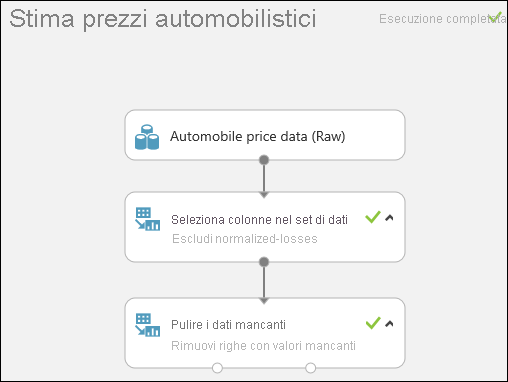 Stima prezzi automobilistici
Esecuzione completata
Automobile price data (Raw)
Seleziona colonne nel set di dati
Escludi normalized-losses
Pulire i dati mancanti
Rimuovi righe con valori mancanti